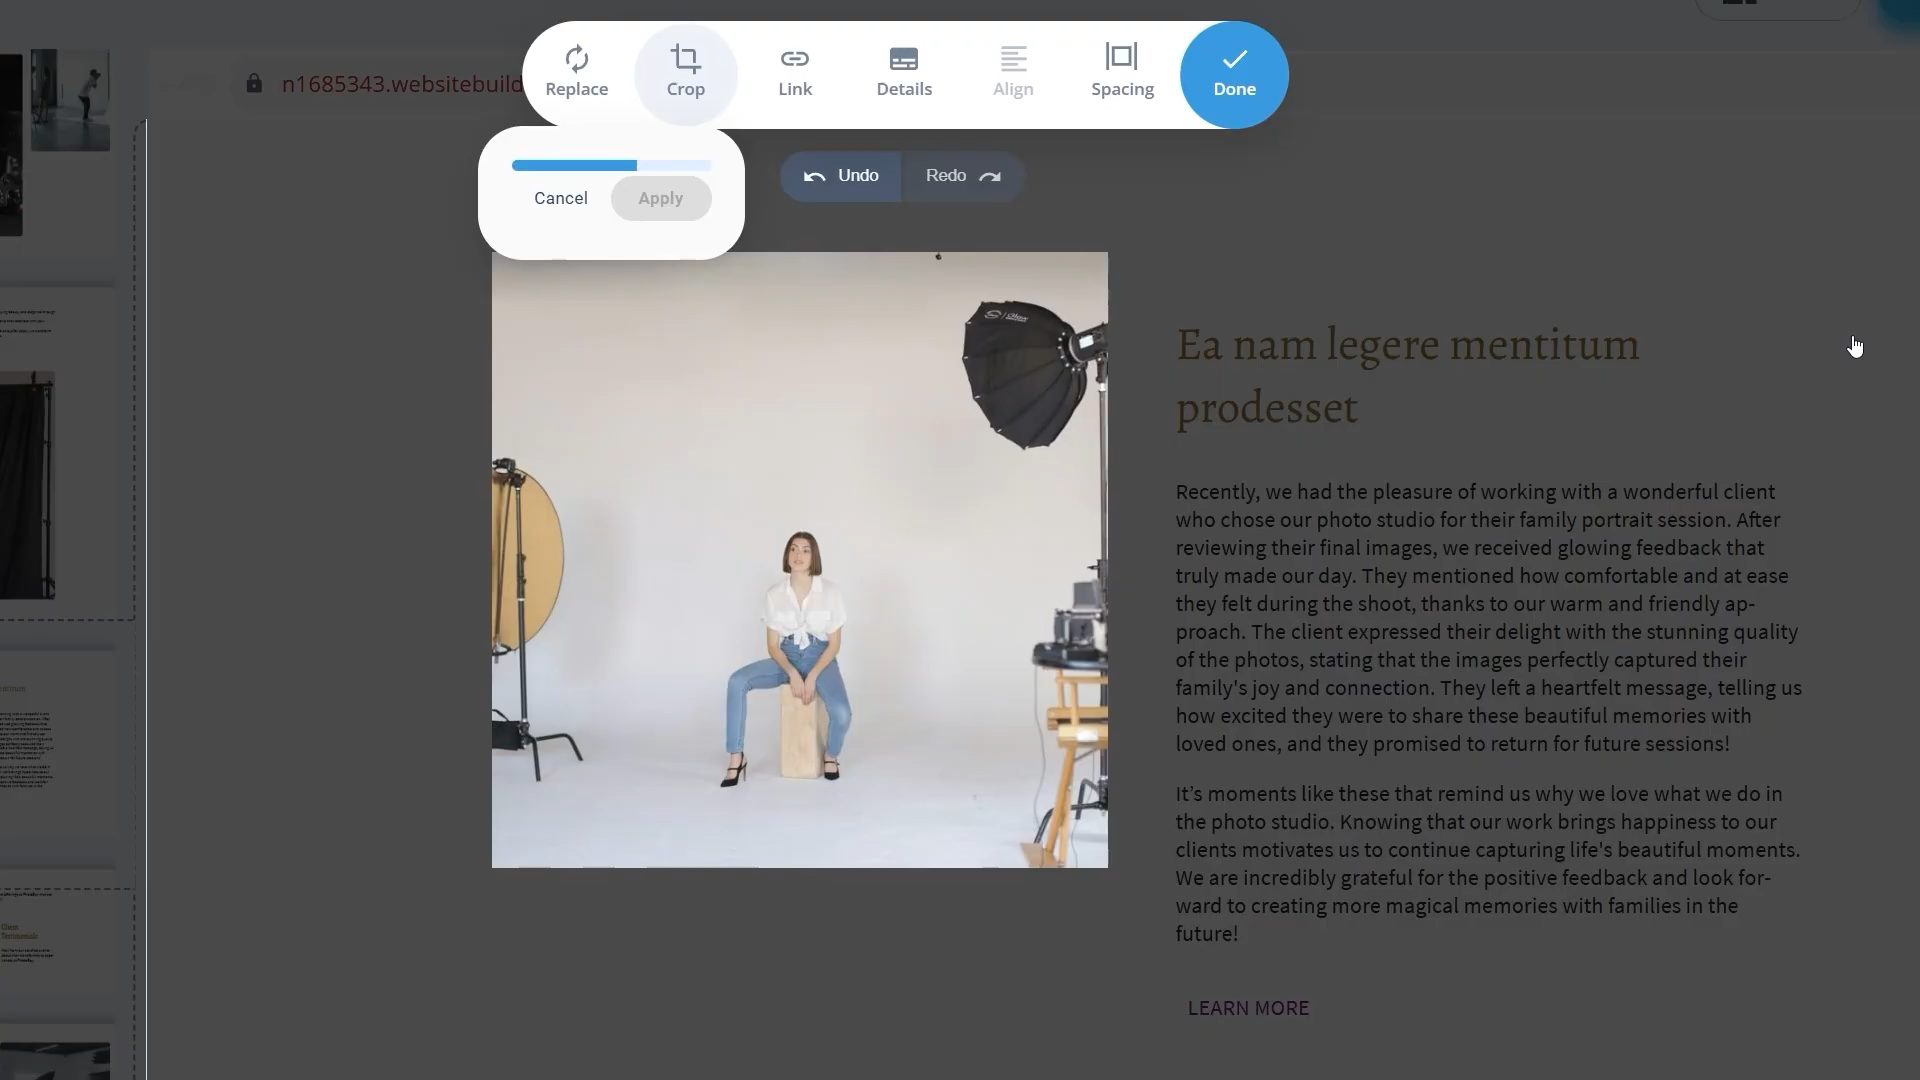 n1685343.websitebuild
Replace
Crop
Link
Details
Align
Spacing
Done
Cancel
Apply
Undo
Redo
Ea nam legere mentitum
prodesset
Recently, we had the pleasure of working with a wonderful client
who chose our photo studio for their family portrait session. After
reviewing their final images, we received glowing feedback that
truly made our day. They mentioned how comfortable and at ease
they felt during the shoot, thanks to our warm and friendly ap-
proach. The client expressed their delight with the stunning quality
of the photos, stating that the images perfectly captured their
family's joy and connection. They left a heartfelt message, telling us
how excited they were to share these beautiful memories with
loved ones, and they promised to return for future sessions!
It’s moments like these that remind us why we love what we do in
the photo studio. Knowing that our work brings happiness to our
clients motivates us to continue capturing life's beautiful moments.
We are incredibly grateful for the positive feedback and look for-
ward to creating more magical memories with families in the
future!
LEARN MORE
Client
Testimonials